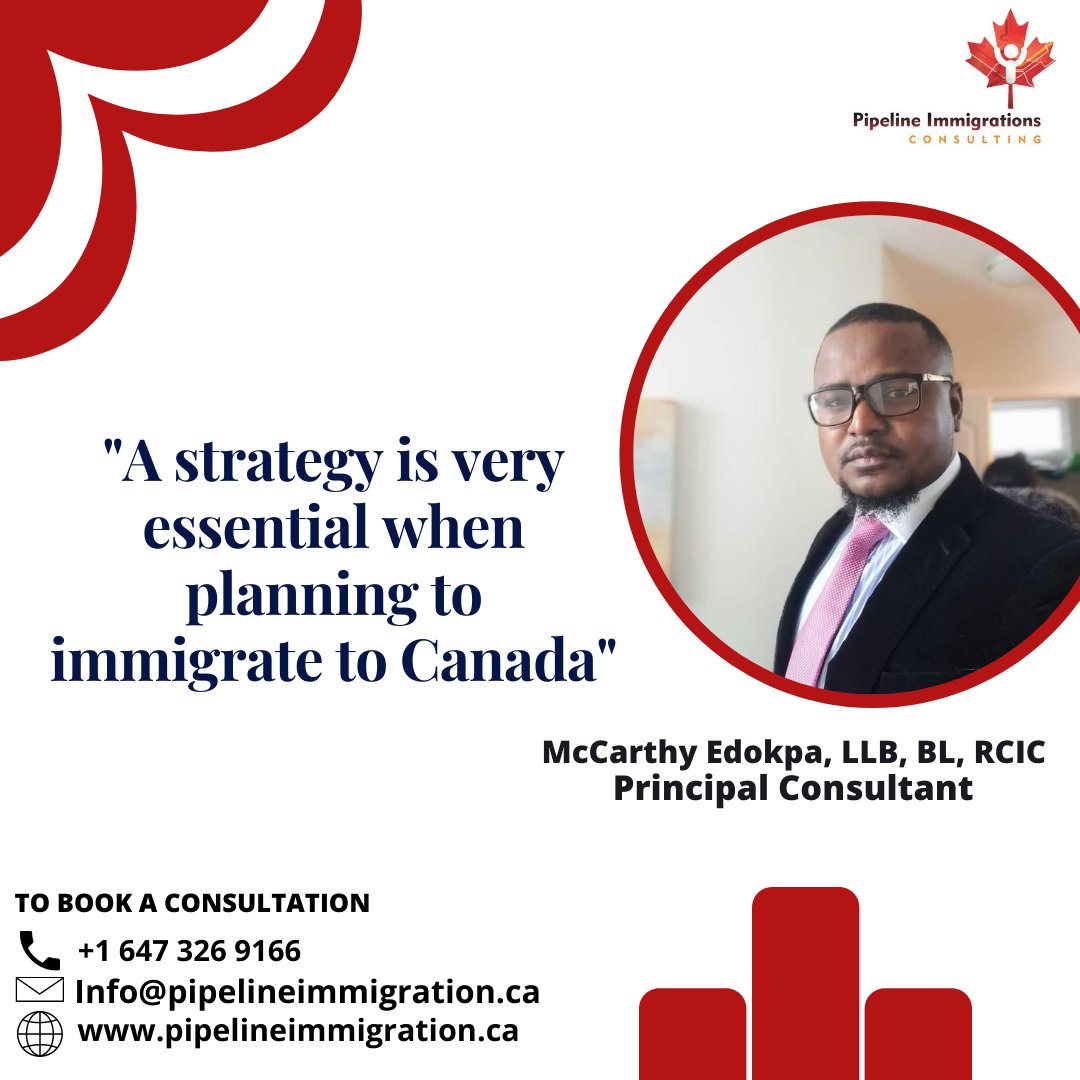 Pipeline Immigrations
CONSULTING
"A strategy is very
essential when
planning to
immigrate to Canada"
McCarthy Edokpa, LLB, BL, RCIC
Principal Consultant
TO BOOK A CONSULTATION
+1 647 326 9166
Info@pipelineimmigration.ca
www.pipelineimmigration.ca